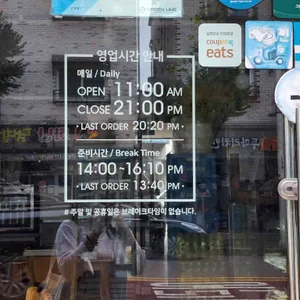 영업시간 안내
매일 / Daily
OPEN 11:00 AM
CLOSE 21:00 PM
· LAST ORDER 20:20 PM ·
준비시간 / Break Time
14:00~16:10 PM
· LAST ORDER 13:40 PM ·
# 주말 및 공휴일은 브레이크타임이 없습니다.
coupang
eats